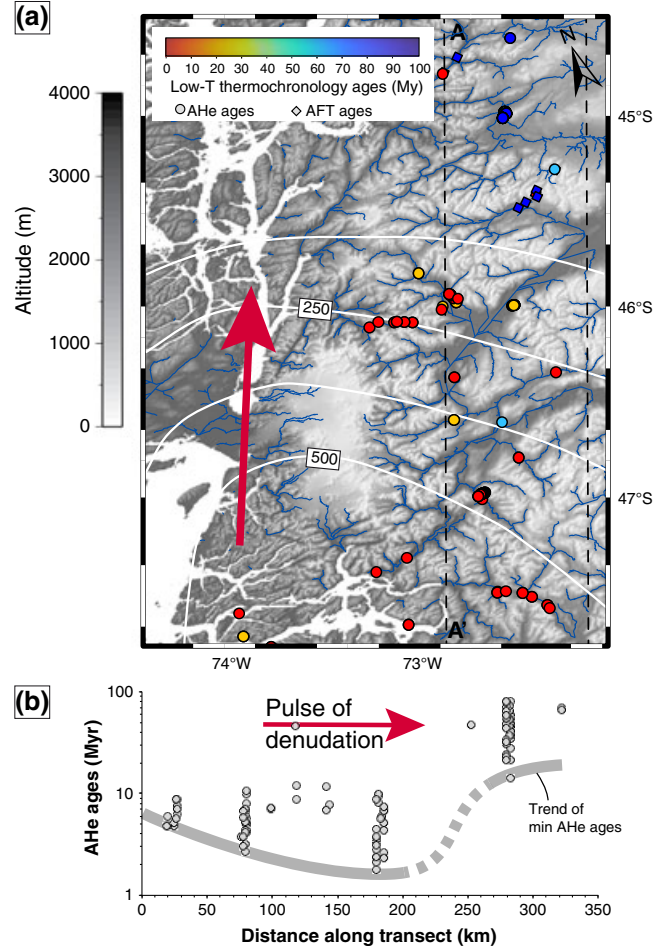 (a)
4000
3000
2000
1000
0
Altitude (m)
0 10 20 30 40 50 60 70 80 90 100
Low-T thermochronology ages (My)
AHe ages AFT ages
A
N
45°S
46°S
47°S
250
500
A'
74°W 73°W
(b)
100
10
1
AHe ages (Myr)
Pulse of
denudation
Trend of
min AHe ages
0 50 100 150 200 250 300 350
Distance along transect (km)